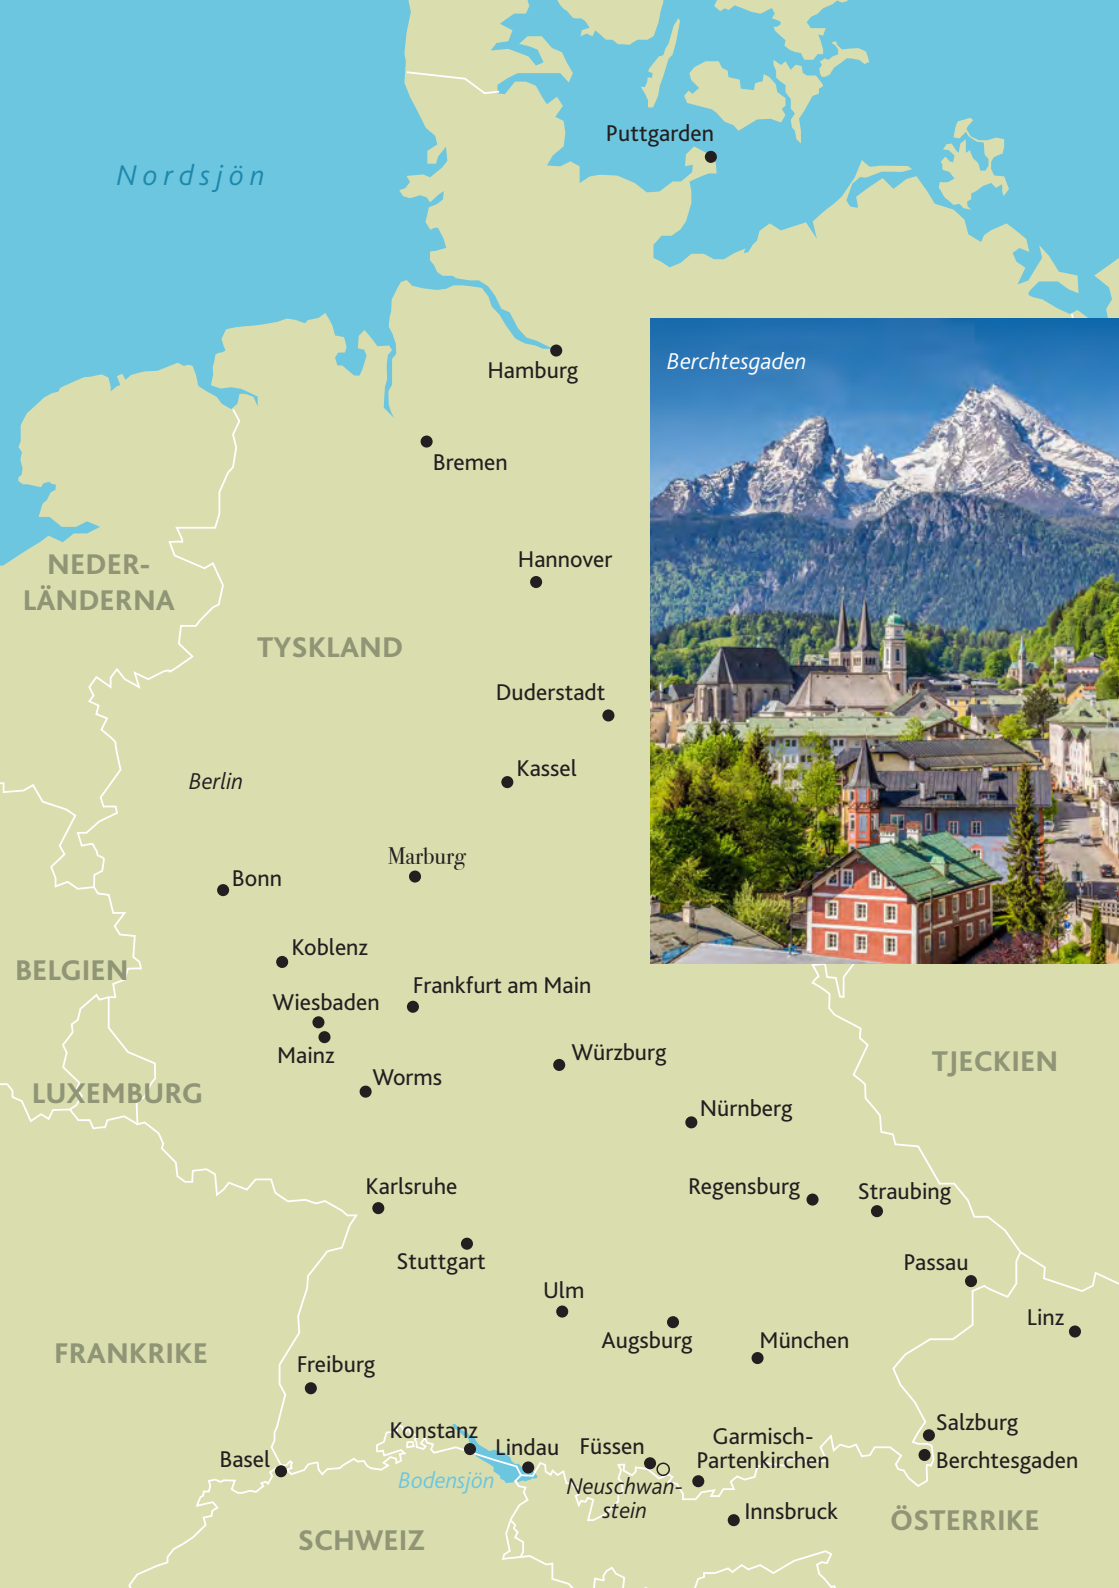 Puttgarden
Nordsjön
Hamburg
Berchtesgaden
Bremen
Hannover
NEDER-
LÄNDERNA
TYSKLAND
Duderstadt
Kassel
Berlin
Marburg
Bonn
Koblenz
BELGIEN
Frankfurt am Main
Wiesbaden
Mainz
Würzburg
TJECKIEN
Worms
LUXEMBURG
Nürnberg
Karlsruhe
Regensburg
Straubing
Stuttgart
Passau
Ulm
Linz
Augsburg
München
FRANKRIKE
Freiburg
Salzburg
Konstanz
Garmisch-
Partenkirchen
Lindau
Füssen
Basel
Berchtesgaden
Bodensjön
Neuschwan-
stein
Innsbruck
ÖSTERRIKE
SCHWEIZ